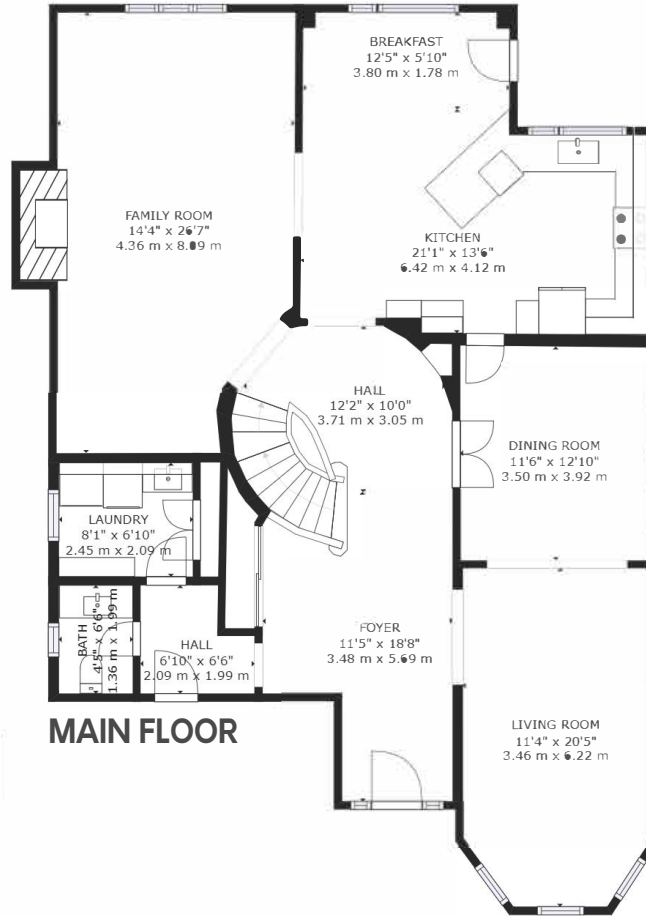 BREAKFAST
12'5" x 5'10"
3.80 m x 1.78 m
FAMILY ROOM
14'4" x 26'7"
4.36 m x 8.09 m
KITCHEN
21'1" x 13'6"
6.42 m x 4.12 m
HALL
12'2" x 10'0"
3.71 m x 3.05 m
DINING ROOM
11'6" x 12'10"
3.50 m x 3.92 m
LAUNDRY
8'1" x 6'10"
2.45 m x 2.09 m
BATH
4'5" x 6'6"
1.36 m x 1.99 m
HALL
6'10" x 6'6"
2.09 m x 1.99 m
FOYER
11'5" x 18'8"
3.48 m x 5.69 m
LIVING ROOM
11'4" x 20'5"
3.46 m x 6.22 m
MAIN FLOOR